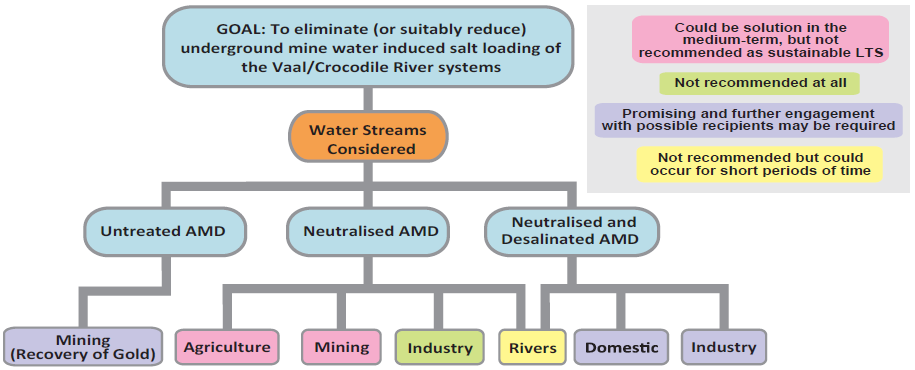 GOAL: To eliminate (or suitably reduce)
underground mine water induced salt loading of
the Vaal/Crocodile River systems
Could be solution in the
medium-term, but not
recommended as sustainable LTS
Not recommended at all
Promising and further engagement
with possible recipients may be required
Not recommended but could
occur for short periods of time
Water Streams
Considered
Untreated AMD
Neutralised AMD
Neutralised and
Desalinated AMD
Mining
(Recovery of Gold)
Agriculture
Mining
Industry
Rivers
Domestic
Industry